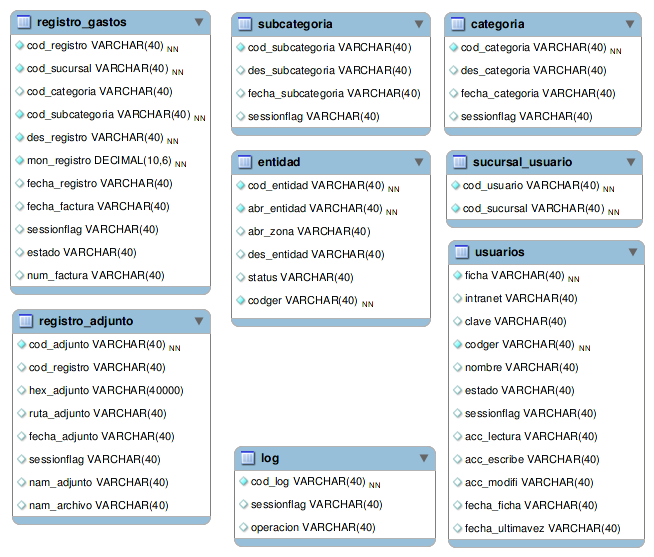 registro_gastos
cod_registro VARCHAR(40) NN
cod_sucursal VARCHAR(40) NN
cod_categoria VARCHAR(40)
cod_subcategoria VARCHAR(40) NN
des_registro VARCHAR(40) NN
mon_registro DECIMAL(10,6) NN
fecha_registro VARCHAR(40)
fecha_factura VARCHAR(40)
sessionflag VARCHAR(40)
estado VARCHAR(40)
num_factura VARCHAR(40)
subcategoria
cod_subcategoria VARCHAR(40)
des_subcategoria VARCHAR(40)
fecha_subcategoria VARCHAR(40)
sessionflag VARCHAR(40)
categoria
cod_categoria VARCHAR(40) NN
des_categoria VARCHAR(40)
fecha_categoria VARCHAR(40)
sessionflag VARCHAR(40)
entidad
cod_entidad VARCHAR(40) NN
abr_entidad VARCHAR(40) NN
abr_zona VARCHAR(40)
des_entidad VARCHAR(40)
status VARCHAR(40)
codger VARCHAR(40) NN
sucursal_usuario
cod_usuario VARCHAR(40) NN
cod_sucursal VARCHAR(40) NN
usuarios
ficha VARCHAR(40) NN
intranet VARCHAR(40)
clave VARCHAR(40)
codger VARCHAR(40) NN
nombre VARCHAR(40)
estado VARCHAR(40)
sessionflag VARCHAR(40)
acc_lectura VARCHAR(40)
acc_escribe VARCHAR(40)
acc_modifi VARCHAR(40)
fecha_ficha VARCHAR(40)
fecha_ultimavez VARCHAR(40)
registro_adjunto
cod_adjunto VARCHAR(40) NN
cod_registro VARCHAR(40)
hex_adjunto VARCHAR(40000)
ruta_adjunto VARCHAR(40)
fecha_adjunto VARCHAR(40)
sessionflag VARCHAR(40)
nam_adjunto VARCHAR(40)
nam_archivo VARCHAR(40)
log
cod_log VARCHAR(40) NN
sessionflag VARCHAR(40)
operacion VARCHAR(40)